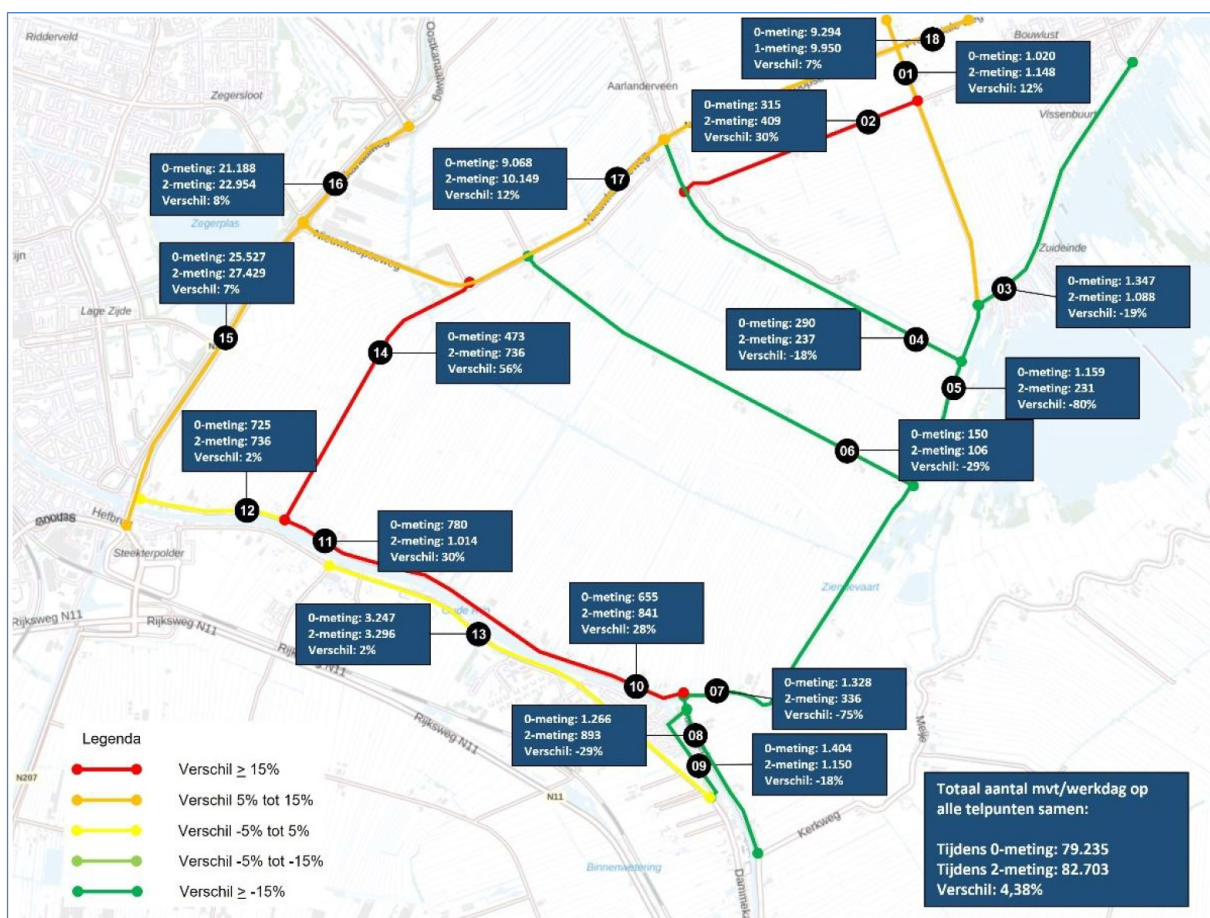 Ridderveld
Oostkanaalweg
Zegersloot
Aarlanderveen
Bouwlust
Vissenbuurt
Zuideinde
0-meting: 9.294
1-meting: 9.950
Verschil: 7%
18
01
0-meting: 1.020
2-meting: 1.148
Verschil: 12%
0-meting: 315
2-meting: 409
Verschil: 30%
02
0-meting: 21.188
2-meting: 22.954
Verschil: 8%
16
0-meting: 9.068
2-meting: 10.149
Verschil: 12%
17
Zegerplas
Nieuwkoopseweg
0-meting: 25.527
2-meting: 27.429
Verschil: 7%
15
Lage Zijde
0-meting: 1.347
2-meting: 1.088
Verschil: -19%
03
0-meting: 290
2-meting: 237
Verschil: -18%
04
14
0-meting: 473
2-meting: 736
Verschil: 56%
05
0-meting: 1.159
2-meting: 231
Verschil: -80%
0-meting: 725
2-meting: 736
Verschil: 2%
12
06
0-meting: 150
2-meting: 106
Verschil: -29%
Steekterpolder
11
0-meting: 780
2-meting: 1.014
Verschil: 30%
Rijksweg N11
Rijksweg N11
Rijksweg N11
Rijksweg N11
0-meting: 3.247
2-meting: 3.296
Verschil: 2%
13
0-meting: 655
2-meting: 841
Verschil: 28%
10
07
0-meting: 1.328
2-meting: 336
Verschil: -75%
0-meting: 1.266
2-meting: 893
Verschil: -29%
08
09
0-meting: 1.404
2-meting: 1.150
Verschil: -18%
Meije
Kerkweg
N207
N11
Binnenwetering
Legenda
Verschil ≥ 15%
Verschil 5% tot 15%
Verschil -5% tot 5%
Verschil -5% tot -15%
Verschil ≥ -15%
Totaal aantal mvt/werkdag op
alle telpunten samen:
Tijdens 0-meting: 79.235
Tijdens 2-meting: 82.703
Verschil: 4,38%